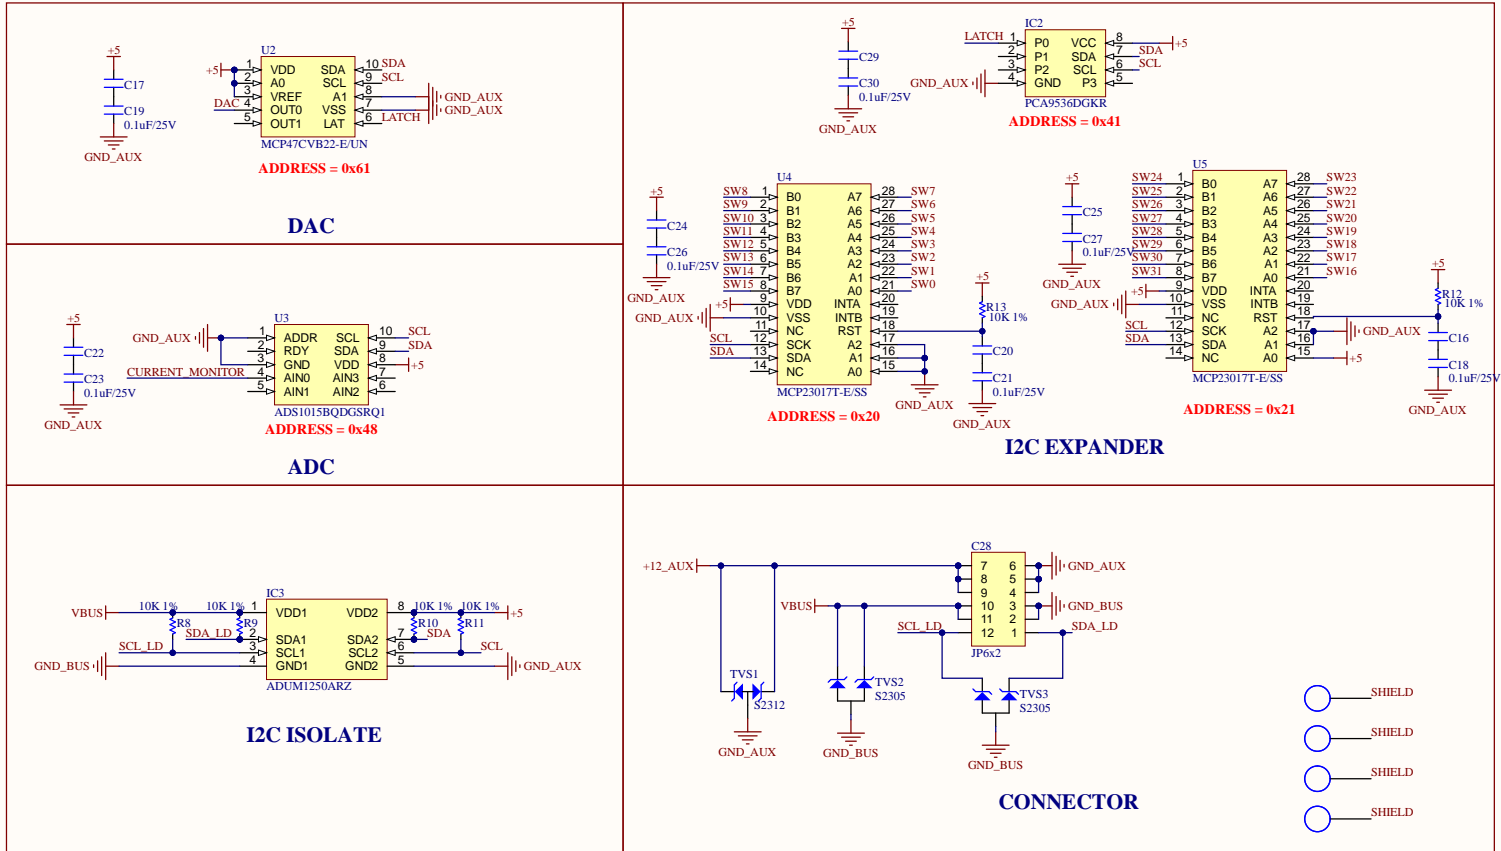 +5
C17
C19
0.1uF/25V
GND_AUX
U2
+5
1 VDD SDA 10 SDA
2 A0 SCL 9 SCL
3 VREF A1 8 GND_AUX
DAC 4 OUT0 VSS 7 GND_AUX
5 OUT1 LAT 6 LATCH
MCP47CVB22-E/UN
ADDRESS = 0x61
DAC
+5
C22
C23
0.1uF/25V
GND_AUX
U3
GND_AUX 1 ADDR SCL 10 SCL
2 RDY SDA 9 SDA
3 GND VDD 8 +5
CURRENT_MONITOR 4 AIN0 AIN3 7
5 AIN1 AIN2 6
ADS1015BQDGSRQ1
ADDRESS = 0x48
ADC
+5
C29
C30
0.1uF/25V
GND_AUX
IC2
LATCH 1 P0 VCC 8 +5
2 P1 SDA 7 SDA
3 P2 SCL 6 SCL
GND_AUX 4 GND P3 5
PCA9536DGKR
ADDRESS = 0x41
+5
C24
C26
0.1uF/25V
GND_AUX
U4
SW8 1 B0 A7 28 SW7
SW9 2 B1 A6 27 SW6
SW10 3 B2 A5 26 SW5
SW11 4 B3 A4 25 SW4
SW12 5 B4 A3 24 SW3
SW13 6 B5 A2 23 SW2
SW14 7 B6 A1 22 SW1
SW15 8 B7 A0 21 SW0
+5 9 VDD INTA 20
GND_AUX 10 VSS INTB 19
11 NC RST 18
SCL 12 SCK A2 17
SDA 13 SDA A1 16
14 NC A0 15
MCP23017T-E/SS
ADDRESS = 0x20
GND_AUX
+5
R13
10K 1%
C20
C21
0.1uF/25V
GND_AUX
+5
C25
C27
0.1uF/25V
GND_AUX
U5
SW24 1 B0 A7 28 SW23
SW25 2 B1 A6 27 SW22
SW26 3 B2 A5 26 SW21
SW27 4 B3 A4 25 SW20
SW28 5 B4 A3 24 SW19
SW29 6 B5 A2 23 SW18
SW30 7 B6 A1 22 SW17
SW31 8 B7 A0 21 SW16
+5 9 VDD INTA 20
GND_AUX 10 VSS INTB 19
11 NC RST 18
SCL 12 SCK A2 17 GND_AUX
SDA 13 SDA A1 16
14 NC A0 15 +5
MCP23017T-E/SS
ADDRESS = 0x21
+5
R12
10K 1%
C16
C18
0.1uF/25V
GND_AUX
I2C EXPANDER
IC3
VBUS 10K 1% 10K 1% 1 VDD1 VDD2 8 10K 1% 10K 1% +5
R8 R9 R10 R11
SDA_LD 2 SDA1 SDA2 7 SDA
SCL_LD 3 SCL1 SCL2 6 SCL
GND_BUS 4 GND1 GND2 5 GND_AUX
ADUM1250ARZ
I2C ISOLATE
C28
+12_AUX 7 6 GND_AUX
8 5
9 4
VBUS 10 3 GND_BUS
11 2
SCL_LD 12 1 SDA_LD
JP6x2
TVS1
S2312
GND_AUX
TVS2
S2305
GND_BUS
TVS3
S2305
GND_BUS
CONNECTOR
SHIELD
SHIELD
SHIELD
SHIELD